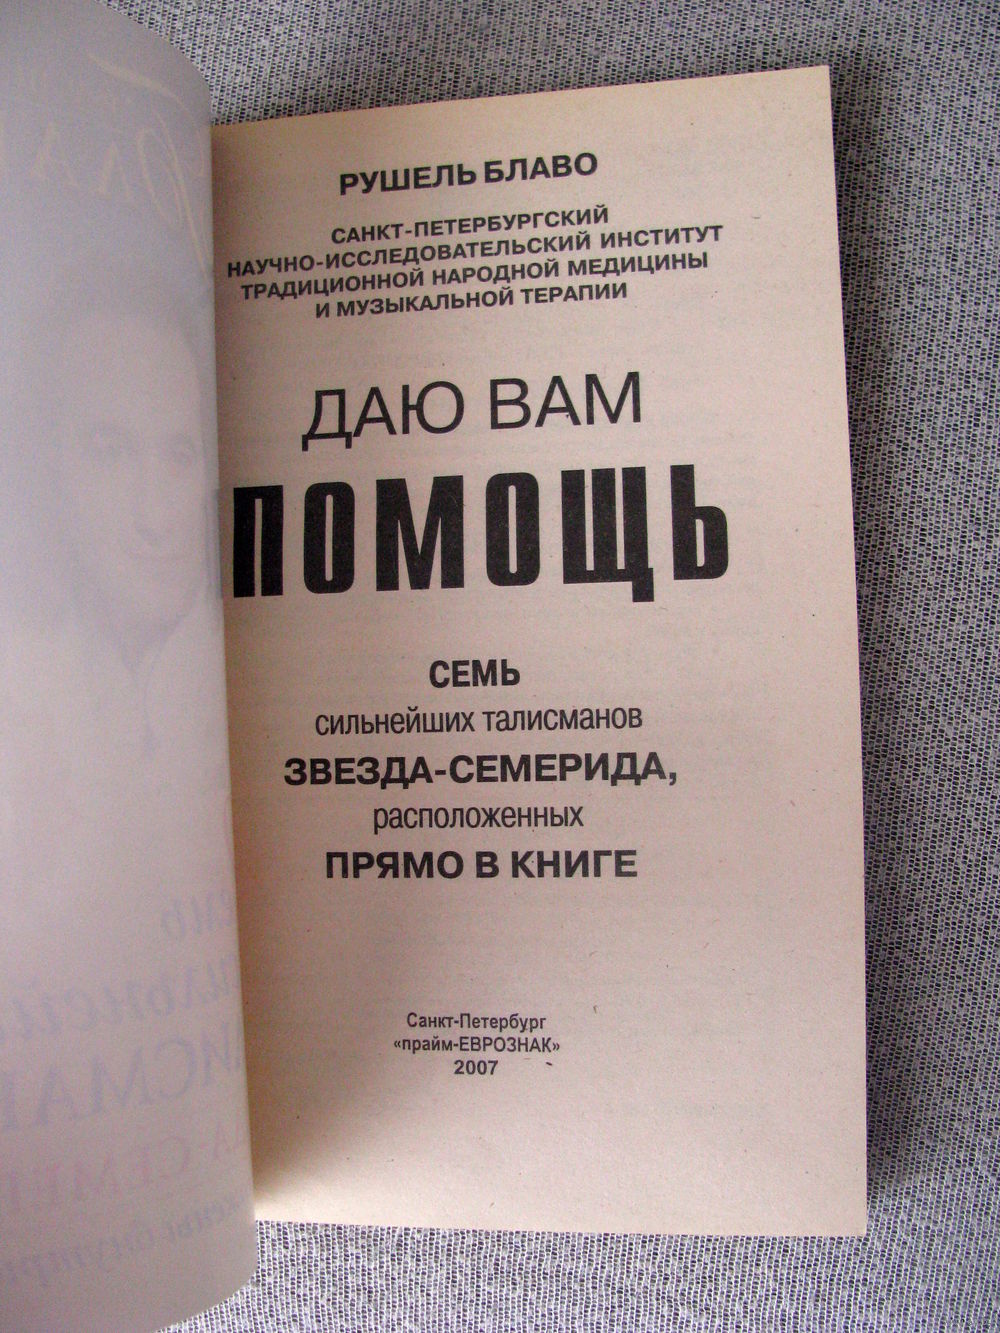 РУШЕЛЬ БЛАВО
САНКТ-ПЕТЕРБУРГСКИЙ
НАУЧНО-ИССЛЕДОВАТЕЛЬСКИЙ ИНСТИТУТ
ТРАДИЦИОННОЙ НАРОДНОЙ МЕДИЦИНЫ
И МУЗЫКАЛЬНОЙ ТЕРАПИИ
ДАЮ ВАМ
ПОМОЩЬ
СЕМЬ
сильнейших талисманов
ЗВЕЗДА-СЕМЕРИДА,
расположенных
ПРЯМО В КНИГЕ
Санкт-Петербург
«прайм-ЕВРОЗНАК»
2007